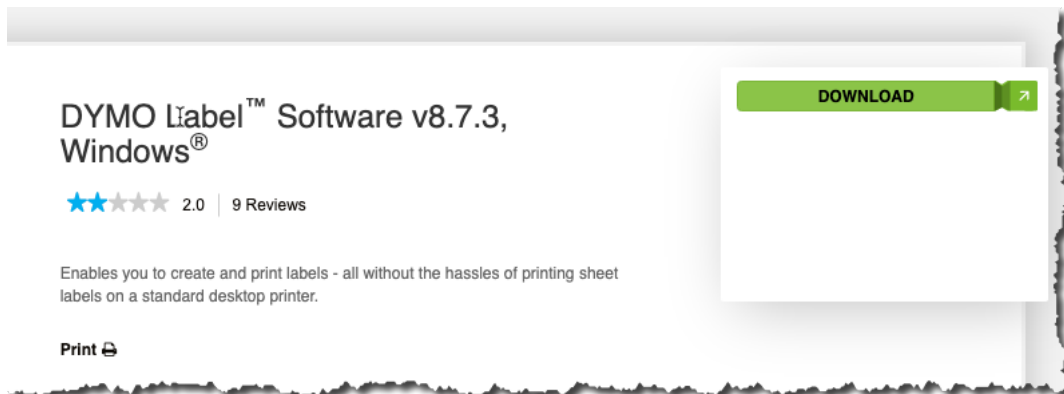 DYMO Label™ Software v8.7.3,
Windows®
2.0 | 9 Reviews
Enables you to create and print labels - all without the hassles of printing sheet
labels on a standard desktop printer.
Print
DOWNLOAD